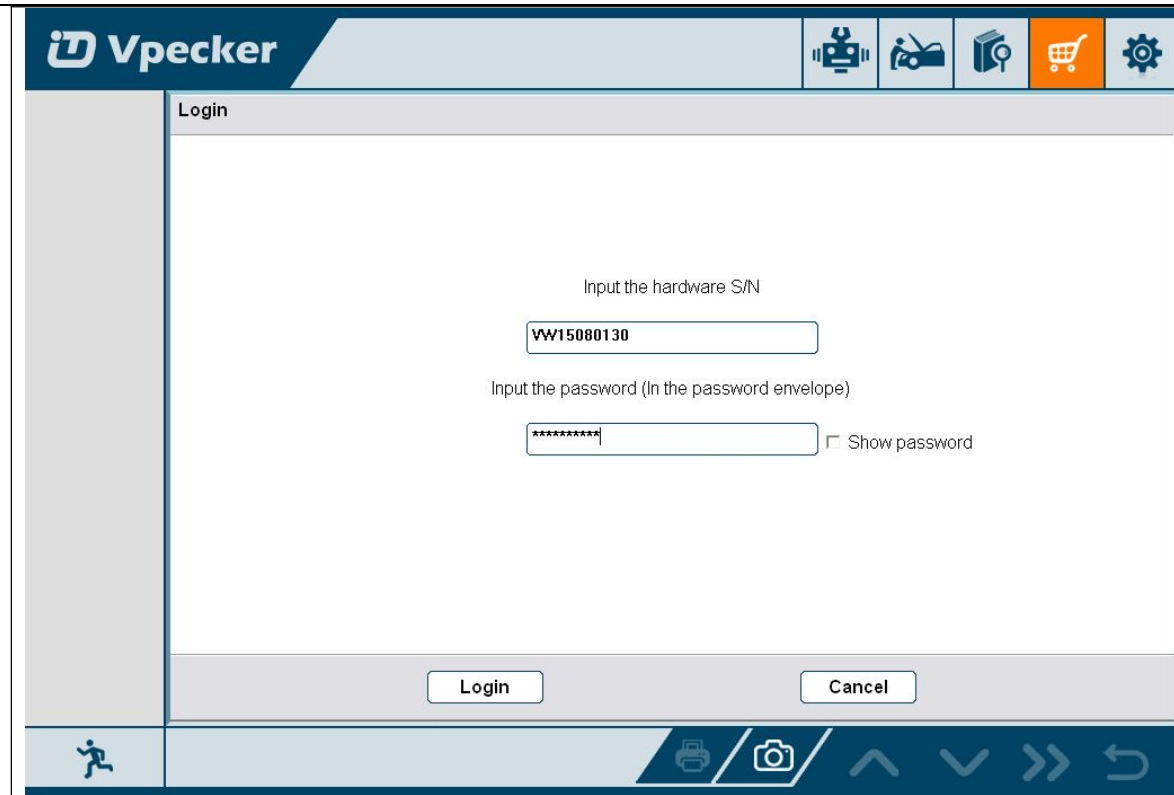 Vpecker
Login
Input the hardware S/N
VW15080130
Input the password (In the password envelope)
**********
Show password
Login
Cancel